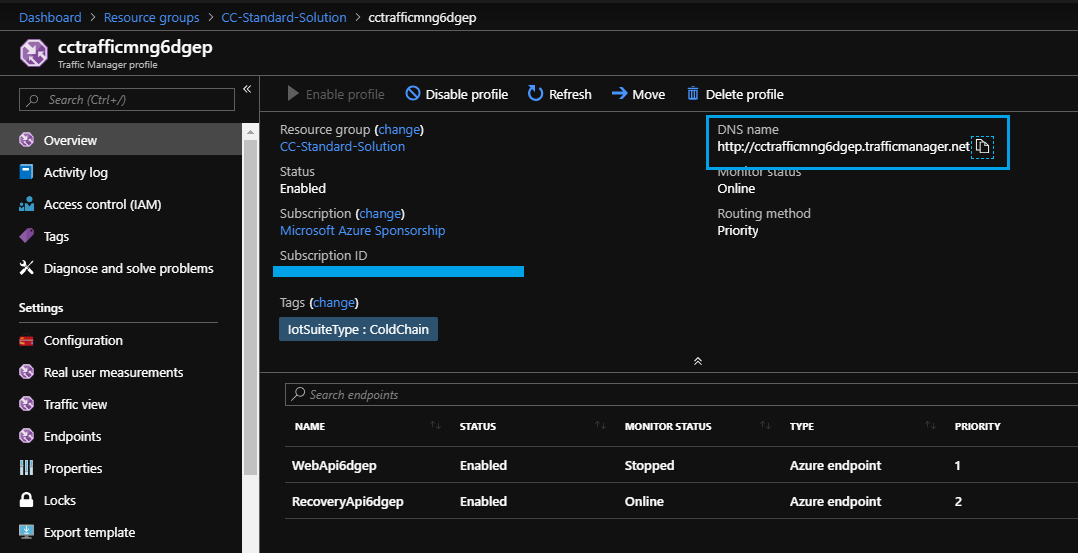 Dashboard > Resource groups > CC-Standard-Solution > cctrafficmng6dgep
cctrafficmng6dgep
Traffic Manager profile
Search (Ctrl+/)
«
Overview
Activity log
Access control (IAM)
Tags
Diagnose and solve problems
Settings
Configuration
Real user measurements
Traffic view
Endpoints
Properties
Locks
Export template
Enable profile Disable profile Refresh Move Delete profile
Resource group (change)
CC-Standard-Solution
Status
Enabled
Subscription (change)
Microsoft Azure Sponsorship
Subscription ID
Tags (change)
IotSuiteType : ColdChain
DNS name
http://cctrafficmng6dgep.trafficmanager.net
Monitor status
Online
Routing method
Priority
Search endpoints
NAME STATUS MONITOR STATUS TYPE PRIORITY
WebApi6dgep Enabled Stopped Azure endpoint 1
RecoveryApi6dgep Enabled Online Azure endpoint 2